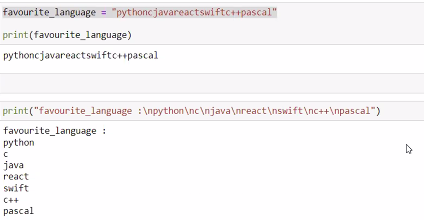 favourite_language = "pythoncjavareactswiftc++pascal"
print(favourite_language)
pythoncjavareactswiftc++pascal
print("favourite_language :\npython\nc\njava\nreact\nswift\nc++\npascal")
favourite_language :
python
c
java
react
swift
c++
pascal